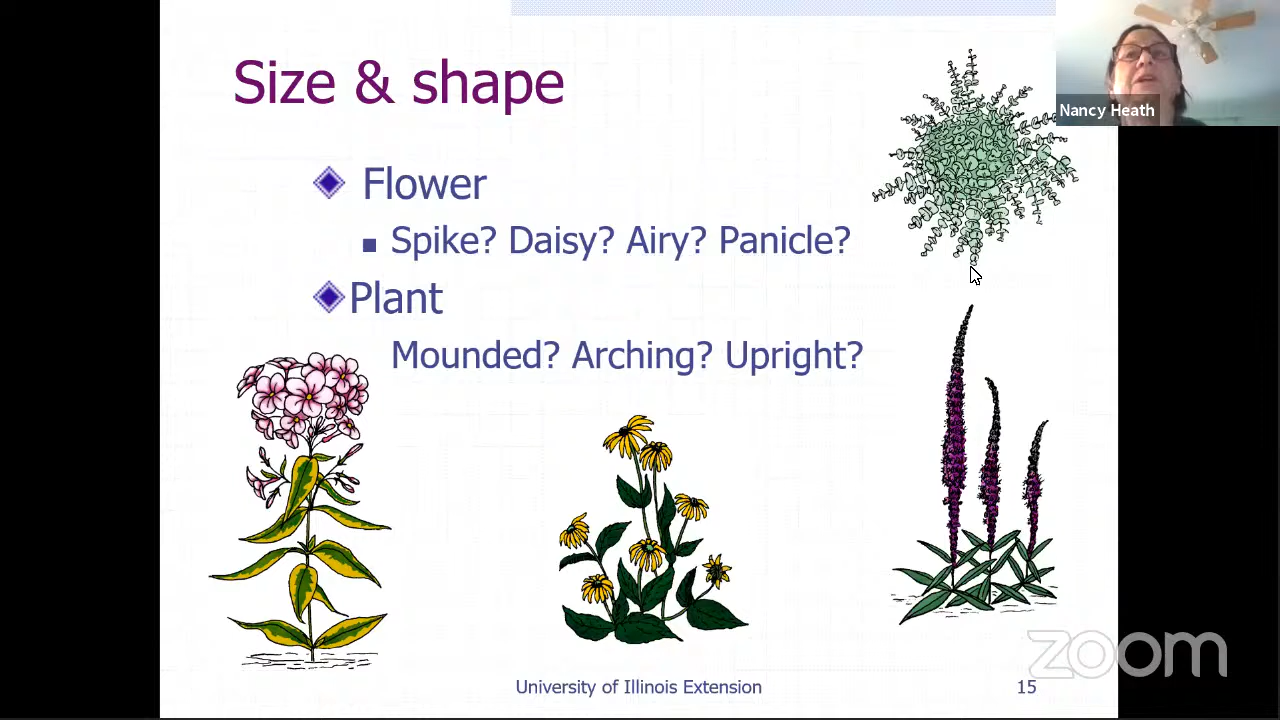 Size & shape
Nancy Heath
Flower
Spike? Daisy? Airy? Panicle?
Plant
Mounded? Arching? Upright?
University of Illinois Extension
15
zoom